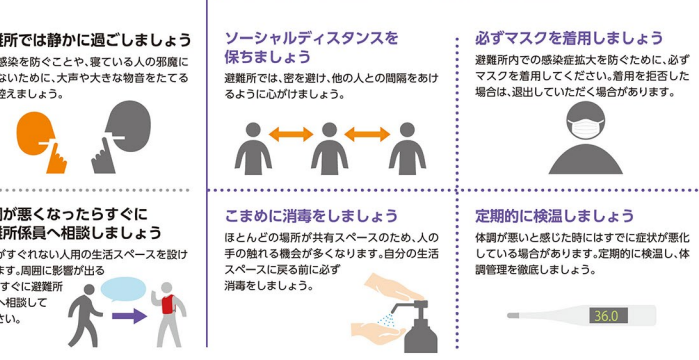 難所では静かに過ごしましょう
感染を防ぐことや、寝ている人の邪魔に
ないために、大声や大きな物音をたてる
控えましょう。
ソーシャルディスタンスを
保ちましょう
避難所では、密を避け、他の人との間隔をあけ
るように心がけましょう。
必ずマスクを着用しましょう
避難所内での感染症拡大を防ぐために、必ず
マスクを着用してください。着用を拒否した
場合は、退出していただく場合があります。
が悪くなったらすぐに
難所係員へ相談しましょう
がすぐれない人用の生活スペースを設け
ます。周囲に影響が出る
すぐに避難所
へ相談して
さい。
こまめに消毒をしましょう
ほとんどの場所が共有スペースのため、人の
手の触れる機会が多くなります。自分の生活
スペースに戻る前に必ず
消毒をしましょう。
定期的に検温しましょう
体調が悪いと感じた時にはすでに症状が悪化
している場合があります。定期的に検温し、体
調管理を徹底しましょう。
36.0